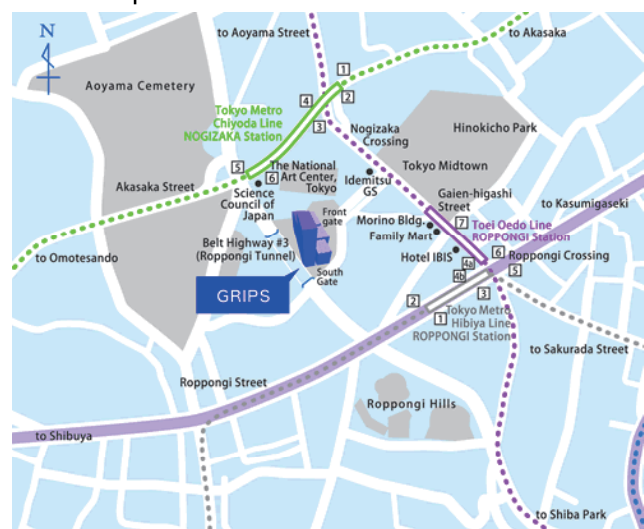 to Aoyama Street
to Akasaka
N
Aoyama Cemetery
1
4
2
Tokyo Metro
Chiyoda Line
NOGIZAKA Station
3
Nogizaka
Crossing
Hinokicho Park
5
6
The National
Art Center,
Tokyo
Idemitsu
GS
Tokyo Midtown
Akasaka Street
Science
Council of
Japan
Gaien-higashi
Street
to Kasumigaseki
Front
gate
Morino Bldg.
Family Mart
7
Toei Oedo Line
ROPPONGI Station
to Omotesando
Belt Highway #3
(Roppongi Tunnel)
Hotel IBIS
6
Roppongi Crossing
4a
4b
5
South
Gate
GRIPS
2
3
1
Tokyo Metro
Hibiya Line
ROPPONGI Station
to Sakurada Street
Roppongi Street
Roppongi Hills
to Shibuya
to Shiba Park